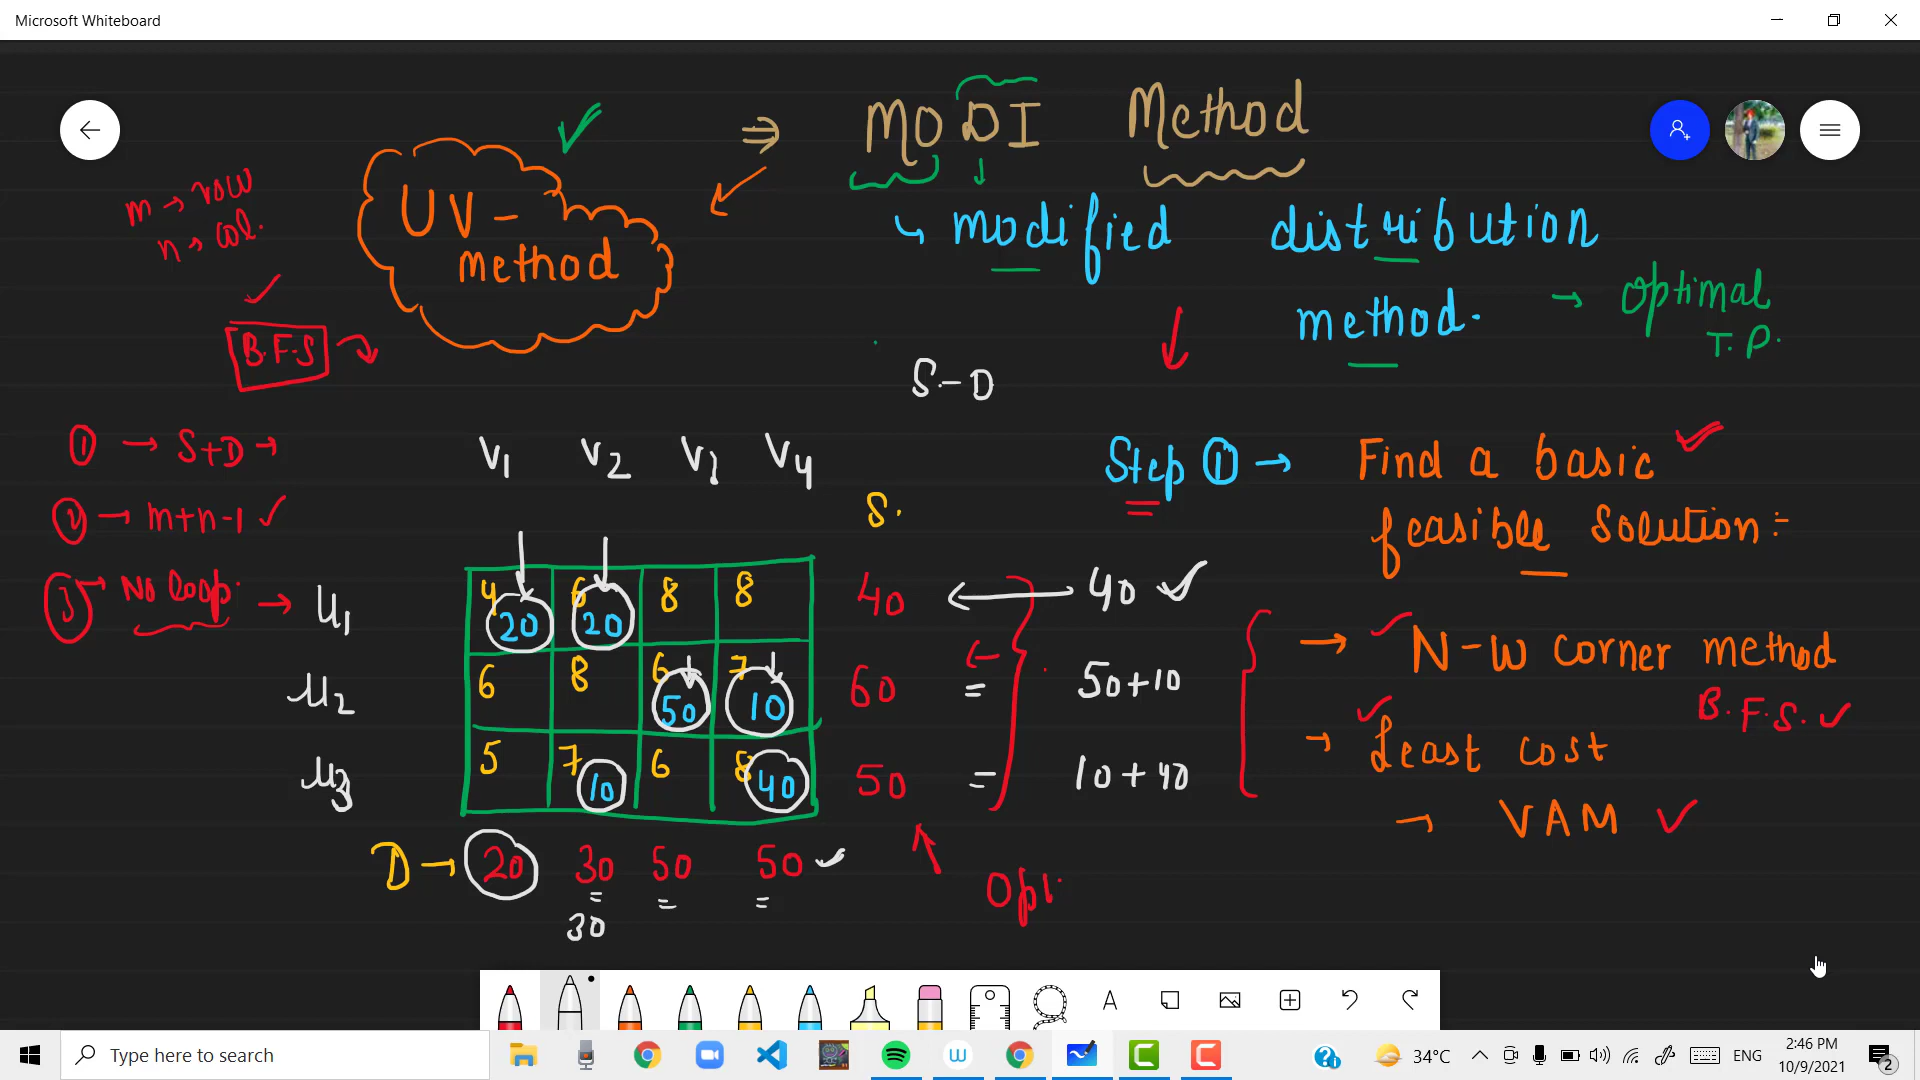 Microsoft Whiteboard
⇒ MODI Method
m → row
n → col.
UV -
method
↳ modified distribution
method. → optimal
T. P.
B.F.S
S-D
① → S+D →
② → m+n-1 ✓
③ → No loop. →
V1 V2 V3 V4
S.
Step ① → Find a basic
feasible solution:-
u1 4 20 6 20 8 8 40 ← 40 ✓
u2 6 8 6 50 7 10 60 = 50+10
u3 5 7 10 6 8 40 50 = 10+40
D → 20 30 50 50 ✓
30
→ N-W corner method
B.F.S. ✓
→ Least cost
→ VAM ✓
Opt
Type here to search
34°C
ENG
2:46 PM
10/9/2021
2